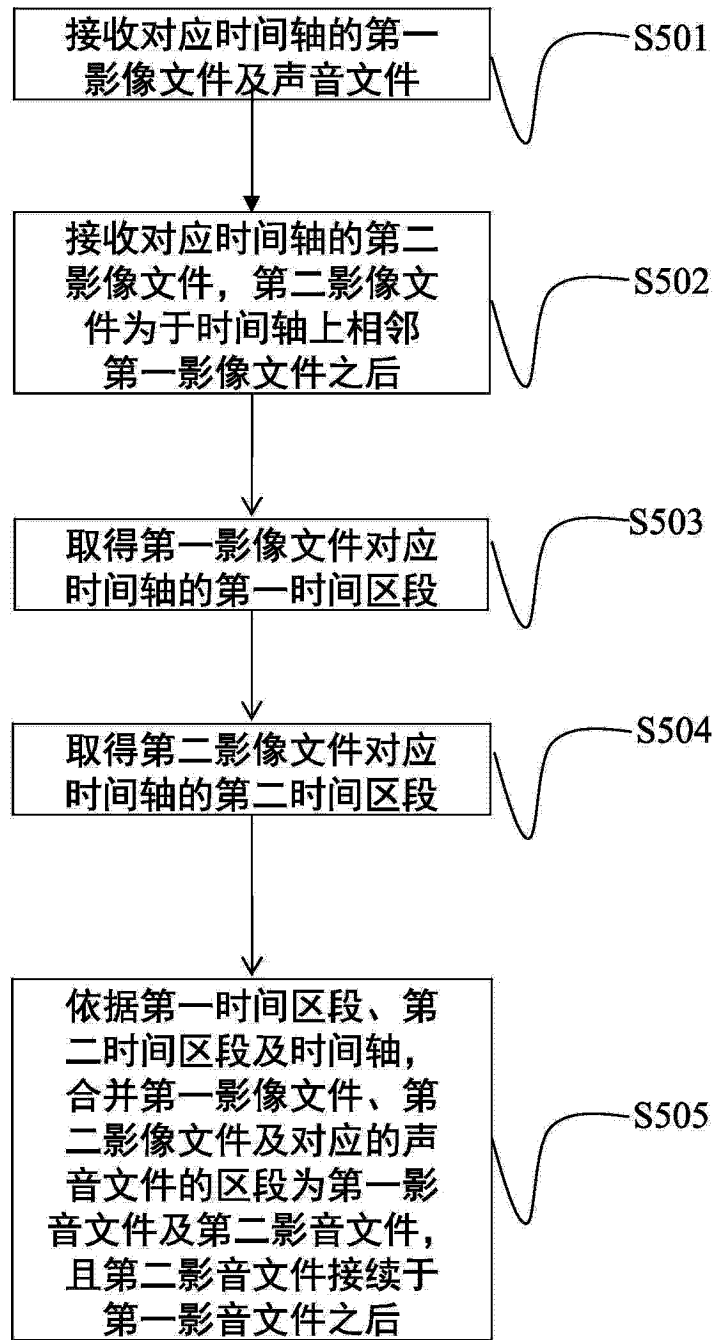 接收对应时间轴的第一
影像文件及声音文件
S501
接收对应时间轴的第二
影像文件，第二影像文
件为于时间轴上相邻
第一影像文件之后
S502
取得第一影像文件对应
时间轴的第一时间区段
S503
取得第二影像文件对应
时间轴的第二时间区段
S504
依据第一时间区段、第
二时间区段及时间轴，
合并第一影像文件、第
二影像文件及对应的声
音文件的区段为第一影
音文件及第二影音文件，
且第二影音文件接续于
第一影音文件之后
S505